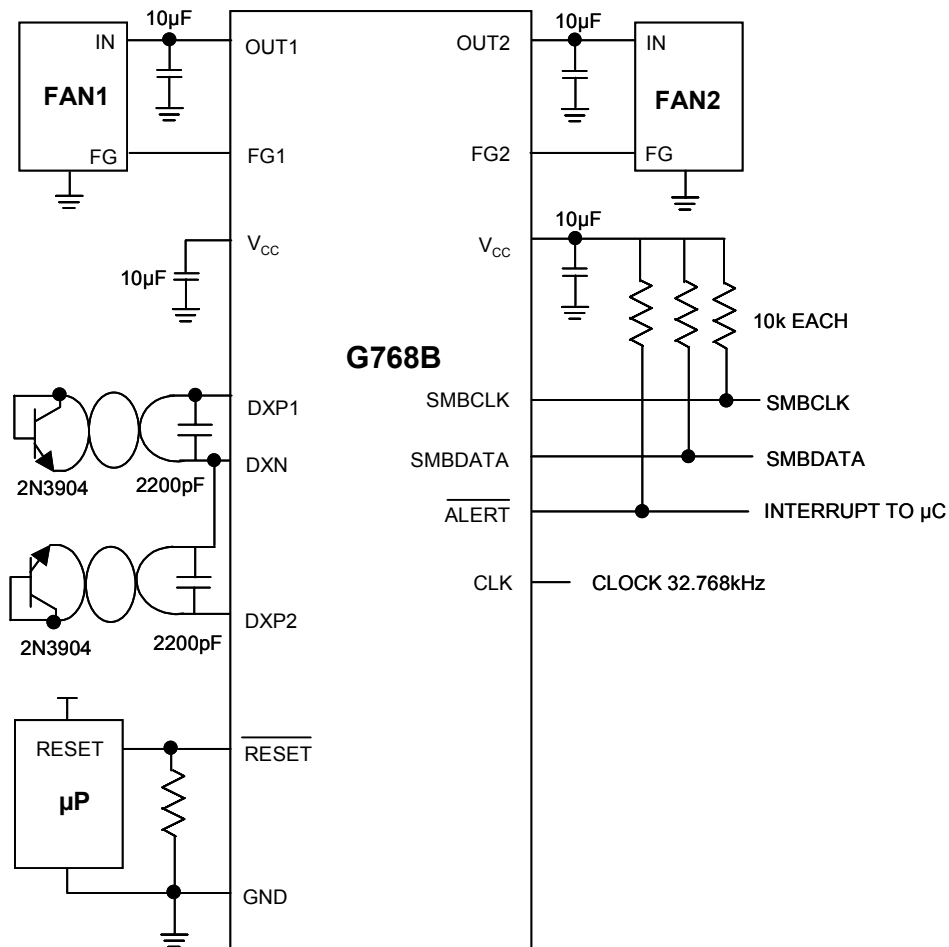 10µF
10µF
IN
OUT1
OUT2
IN
FAN1
FAN2
FG
FG1
FG2
FG
10µF
V_CC
V_CC
10µF
10k EACH
G768B
DXP1
SMBCLK
SMBCLK
DXN
SMBDATA
SMBDATA
2N3904
2200pF
ALERT
INTERRUPT TO µC
CLK
CLOCK 32.768kHz
DXP2
2N3904
2200pF
RESET
RESET
µP
GND